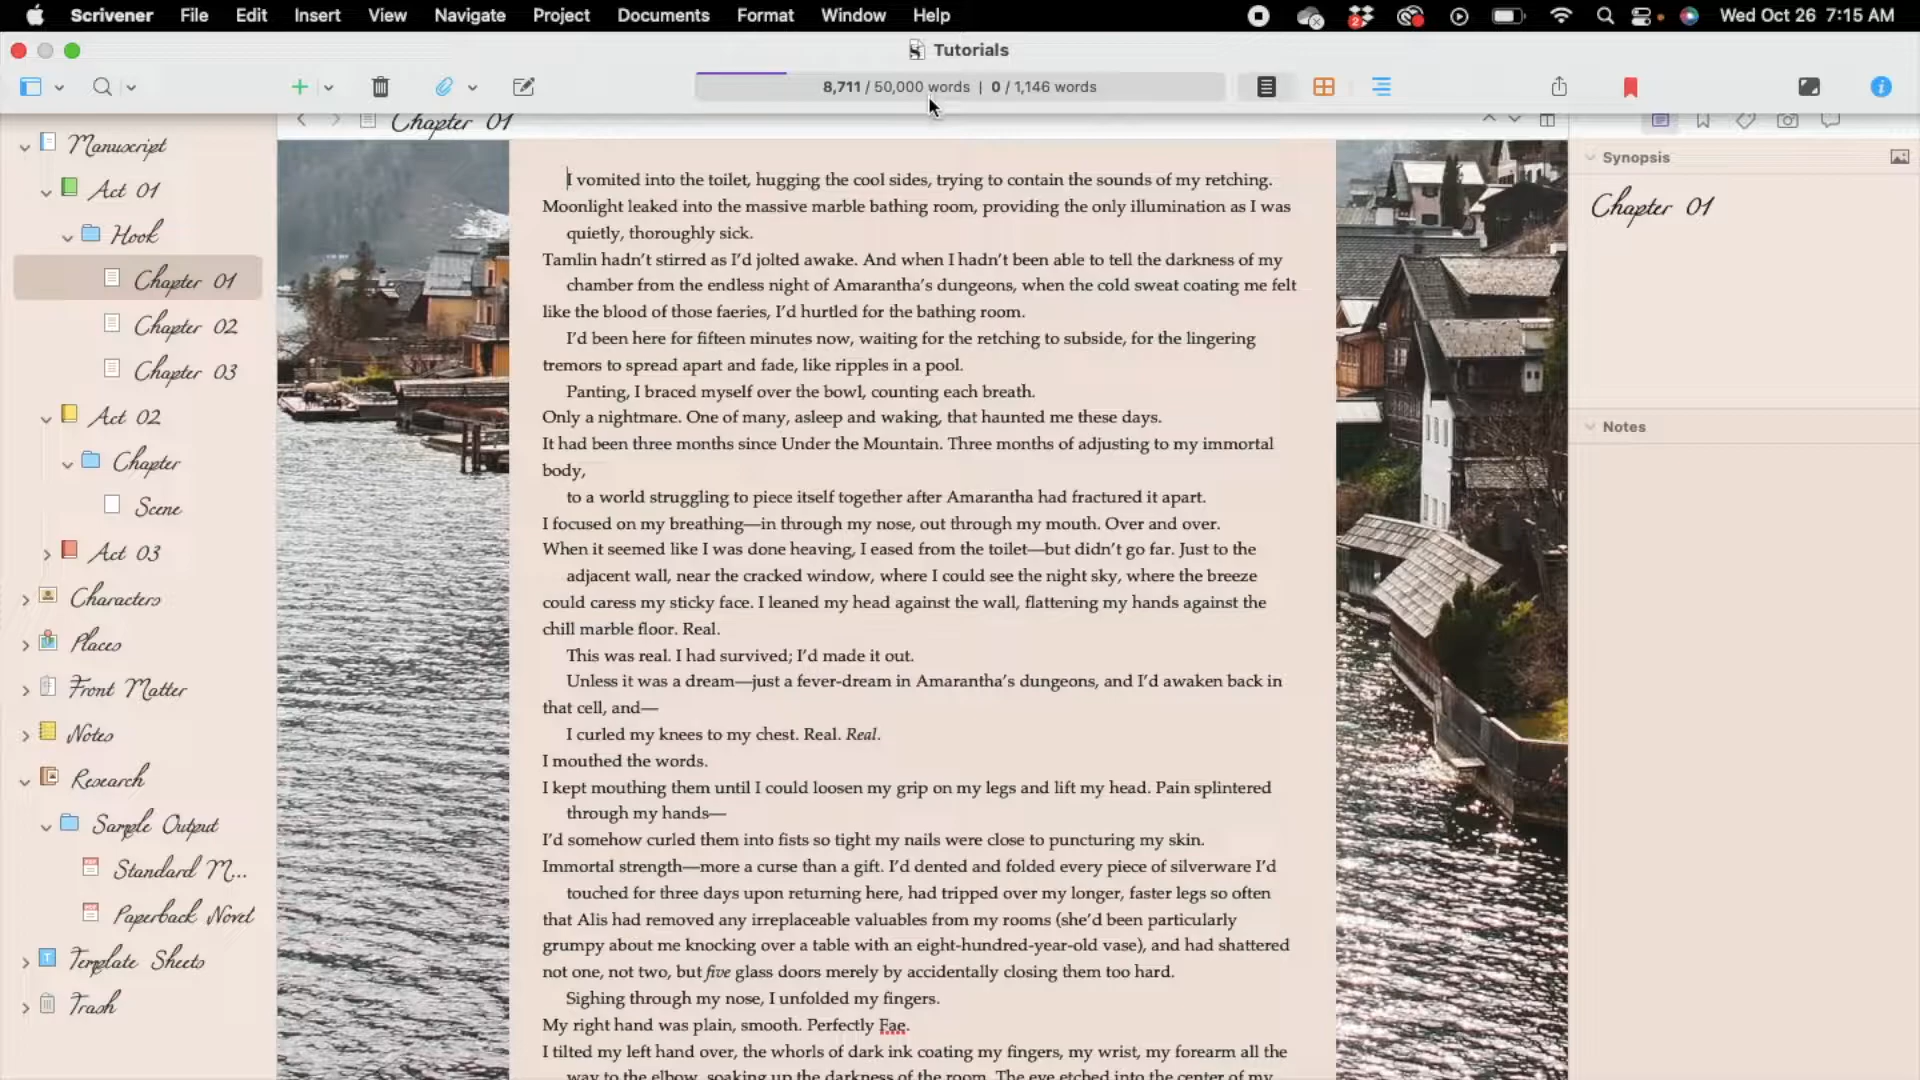 Scrivener File Edit Insert View Navigate Project Documents Format Window Help
2
Wed Oct 26 7:15 AM
Tutorials
8,711 / 50,000 words | 0 / 1,146 words
Chapter 01
Manuscript
Act 01
Hook
Chapter 01
Chapter 02
Chapter 03
Act 02
Chapter
Scene
Act 03
Characters
Places
Front Matter
Notes
Research
Sample Output
Standard M...
Paperback Novel
Template Sheets
Trash
I vomited into the toilet, hugging the cool sides, trying to contain the sounds of my retching.
Moonlight leaked into the massive marble bathing room, providing the only illumination as I was
quietly, thoroughly sick.
Tamlin hadn’t stirred as I’d jolted awake. And when I hadn’t been able to tell the darkness of my
chamber from the endless night of Amarantha’s dungeons, when the cold sweat coating me felt
like the blood of those faeries, I’d hurtled for the bathing room.
I’d been here for fifteen minutes now, waiting for the retching to subside, for the lingering
tremors to spread apart and fade, like ripples in a pool.
Panting, I braced myself over the bowl, counting each breath.
Only a nightmare. One of many, asleep and waking, that haunted me these days.
It had been three months since Under the Mountain. Three months of adjusting to my immortal
body,
to a world struggling to piece itself together after Amarantha had fractured it apart.
I focused on my breathing—in through my nose, out through my mouth. Over and over.
When it seemed like I was done heaving, I eased from the toilet—but didn’t go far. Just to the
adjacent wall, near the cracked window, where I could see the night sky, where the breeze
could caress my sticky face. I leaned my head against the wall, flattening my hands against the
chill marble floor. Real.
This was real. I had survived; I’d made it out.
Unless it was a dream—just a fever-dream in Amarantha’s dungeons, and I’d awaken back in
that cell, and—
I curled my knees to my chest. Real. Real.
I mouthed the words.
I kept mouthing them until I could loosen my grip on my legs and lift my head. Pain splintered
through my hands—
I’d somehow curled them into fists so tight my nails were close to puncturing my skin.
Immortal strength—more a curse than a gift. I’d dented and folded every piece of silverware I’d
touched for three days upon returning here, had tripped over my longer, faster legs so often
that Alis had removed any irreplaceable valuables from my rooms (she’d been particularly
grumpy about me knocking over a table with an eight-hundred-year-old vase), and had shattered
not one, not two, but five glass doors merely by accidentally closing them too hard.
Sighing through my nose, I unfolded my fingers.
My right hand was plain, smooth. Perfectly Fae.
I tilted my left hand over, the whorls of dark ink coating my fingers, my wrist, my forearm all the
way to the elbow, soaking up the darkness of the room. The eye etched into the center of my
Synopsis
Chapter 01
Notes